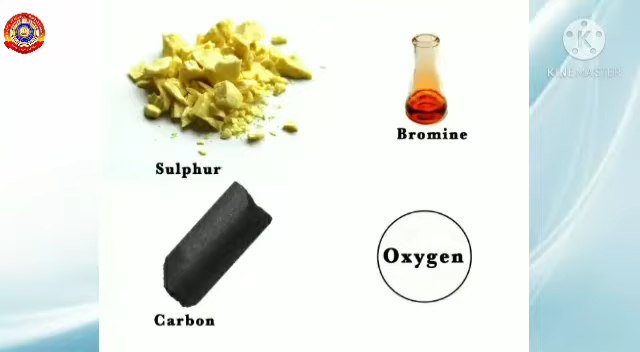 KINEMASTER
Sulphur
Bromine
Carbon
Oxygen